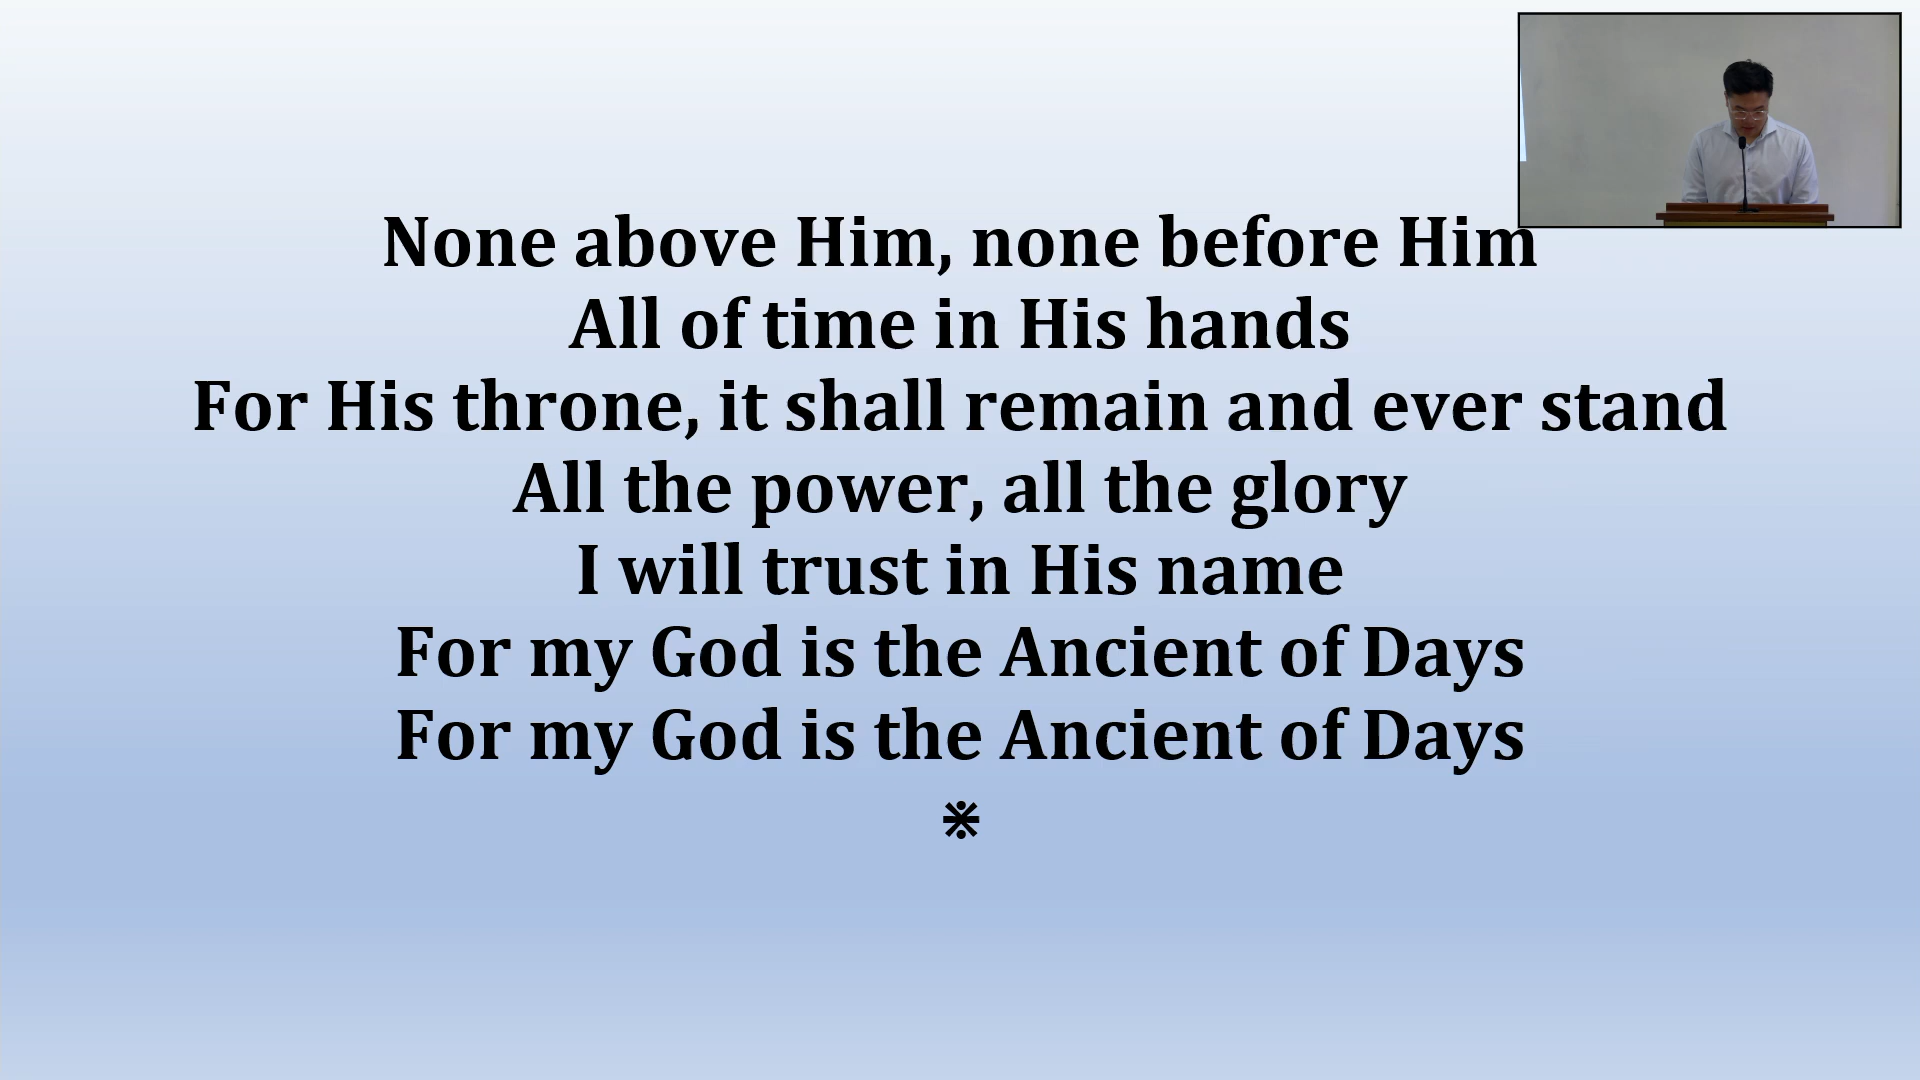 None above Him, none before Him
All of time in His hands
For His throne, it shall remain and ever stand
All the power, all the glory
I will trust in His name
For my God is the Ancient of Days
For my God is the Ancient of Days
※